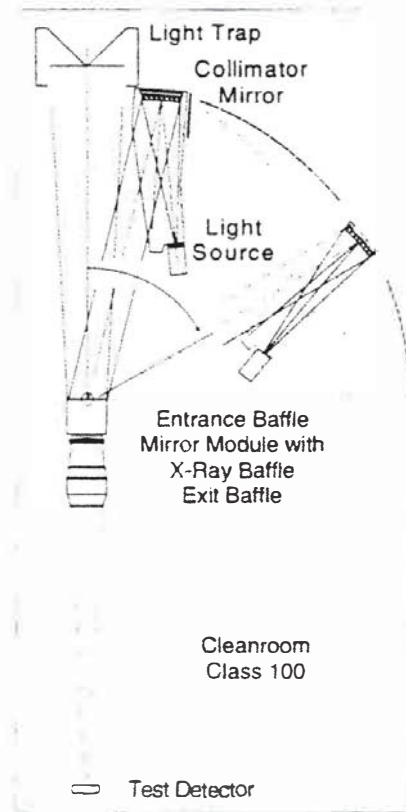 Light Trap
Collimator
Mirror
Light
Source
Entrance Baffle
Mirror Module with
X-Ray Baffle
Exit Baffle
Cleanroom
Class 100
Test Detector